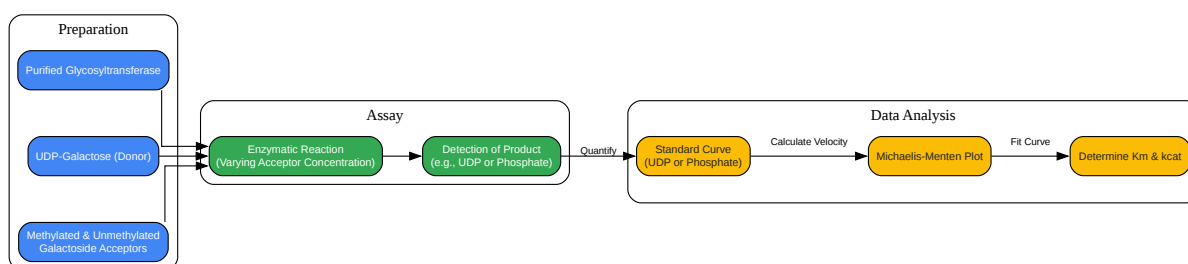 Preparation
Purified Glycosyltransferase
UDP-Galactose (Donor)
Methylated & Unmethylated
Galactoside Acceptors
Assay
Enzymatic Reaction
(Varying Acceptor Concentration)
Detection of Product
(e.g., UDP or Phosphate)
Quantify
Data Analysis
Standard Curve
(UDP or Phosphate)
Calculate Velocity
Michaelis-Menten Plot
Fit Curve
Determine Km & kcat